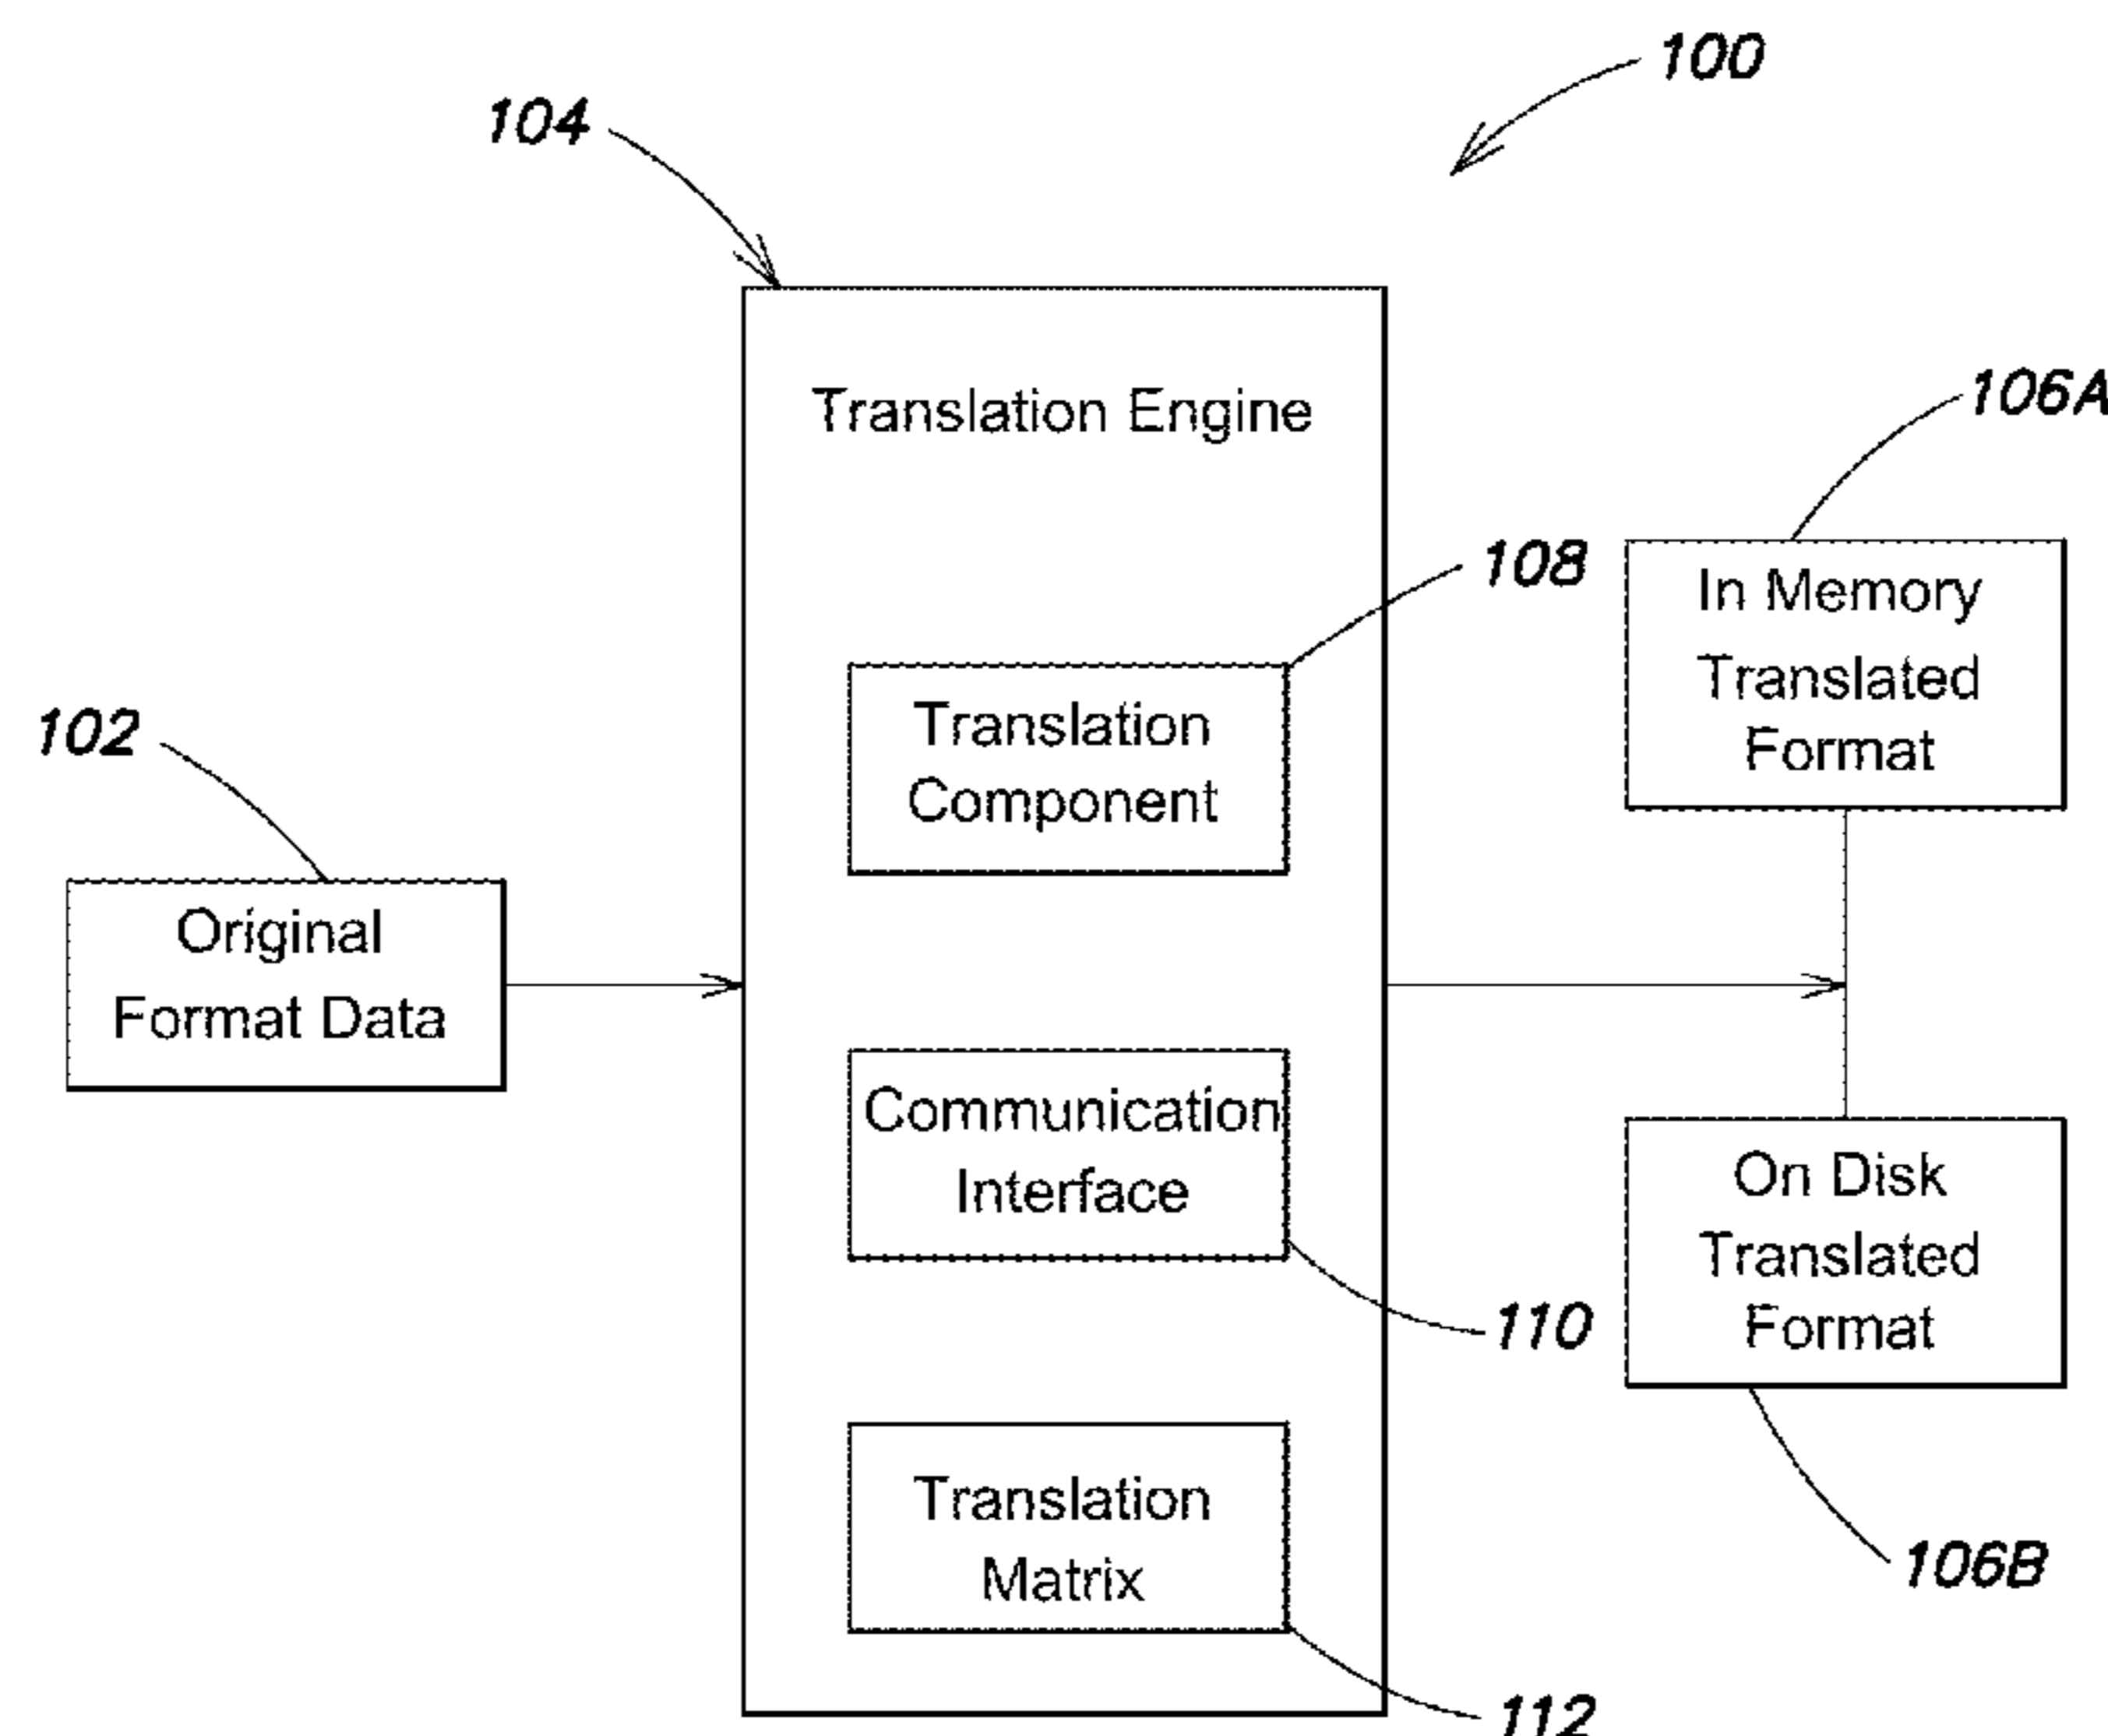 100
104
Translation Engine
106A
108
In Memory
Translated
Format
Translation
Component
102
Original
Format Data
Communication
Interface
110
On Disk
Translated
Format
Translation
Matrix
106B
112